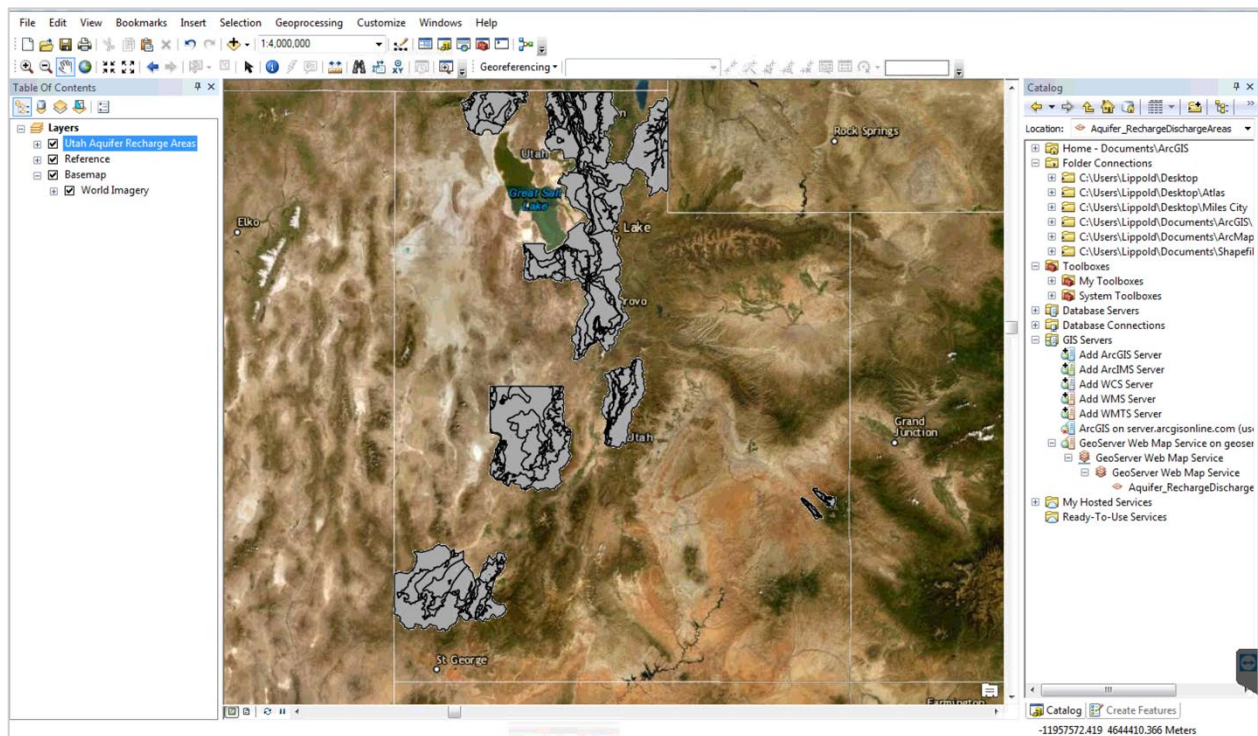 File Edit View Bookmarks Insert Selection Geoprocessing Customize Windows Help
1:4,000,000
Georeferencing
Table Of Contents
Layers
Utah Aquifer Recharge Areas
Reference
Basemap
World Imagery
Rock Springs
Utah
Great Salt
Lake
Elko
Lake
rovo
Grand
Junction
Utah
St George
Farmington
Catalog
Location: Aquifer_RechargeDischargeAreas
Home - Documents\ArcGIS
Folder Connections
C:\Users\Lippold\Desktop
C:\Users\Lippold\Desktop\Atlas
C:\Users\Lippold\Desktop\Miles City
C:\Users\Lippold\Documents\ArcGIS\
C:\Users\Lippold\Documents\ArcMap
C:\Users\Lippold\Documents\Shapefil
Toolboxes
My Toolboxes
System Toolboxes
Database Servers
Database Connections
GIS Servers
Add ArcGIS Server
Add ArcIMS Server
Add WCS Server
Add WMS Server
Add WMTS Server
ArcGIS on server.arcgisonline.com (use
GeoServer Web Map Service on geoser
GeoServer Web Map Service
GeoServer Web Map Service
Aquifer_RechargeDischarge
My Hosted Services
Ready-To-Use Services
Catalog Create Features
-11957572.419 4644410.366 Meters